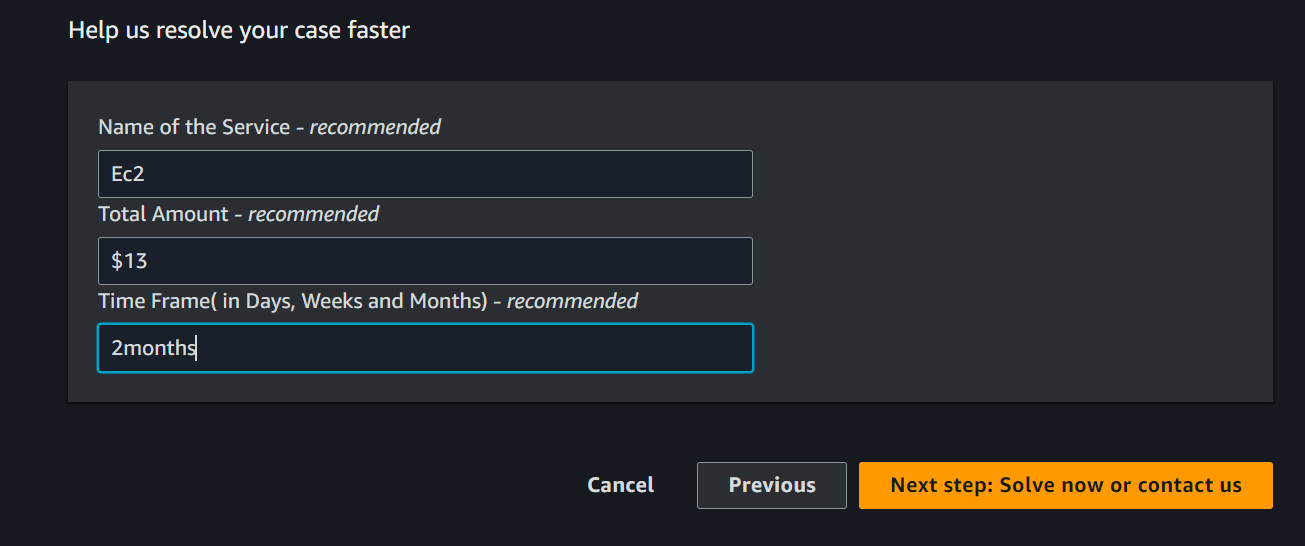 Help us resolve your case faster
Name of the Service - recommended
Ec2
Total Amount - recommended
$13
Time Frame( in Days, Weeks and Months) - recommended
2months
Cancel
Previous
Next step: Solve now or contact us